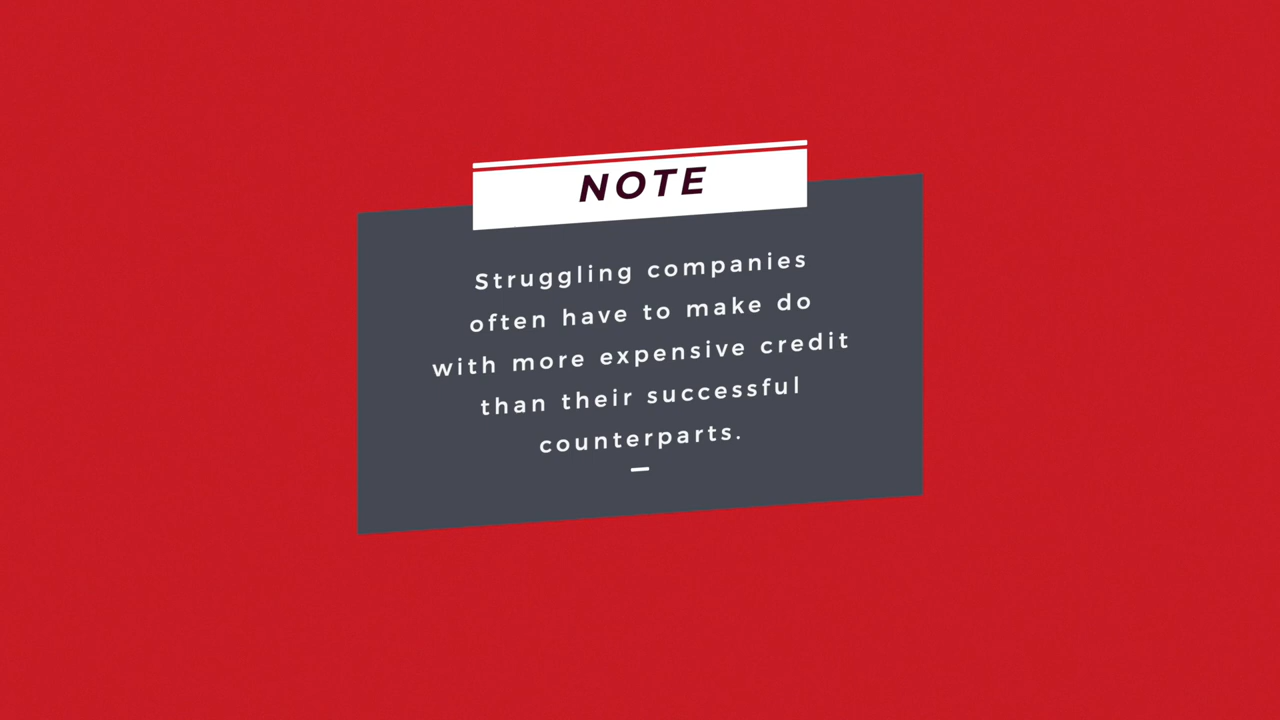 NOTE
Struggling companies
often have to make do
with more expensive credit
than their successful
counterparts.